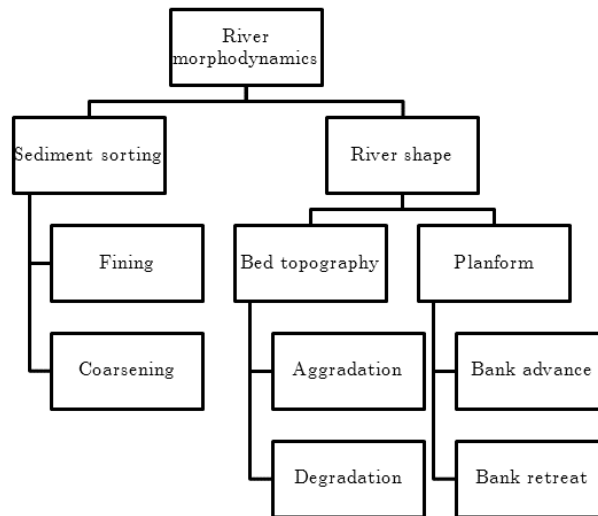 River
morphodynamics
Sediment sorting
River shape
Fining
Bed topography
Planform
Coarsening
Aggradation
Bank advance
Degradation
Bank retreat